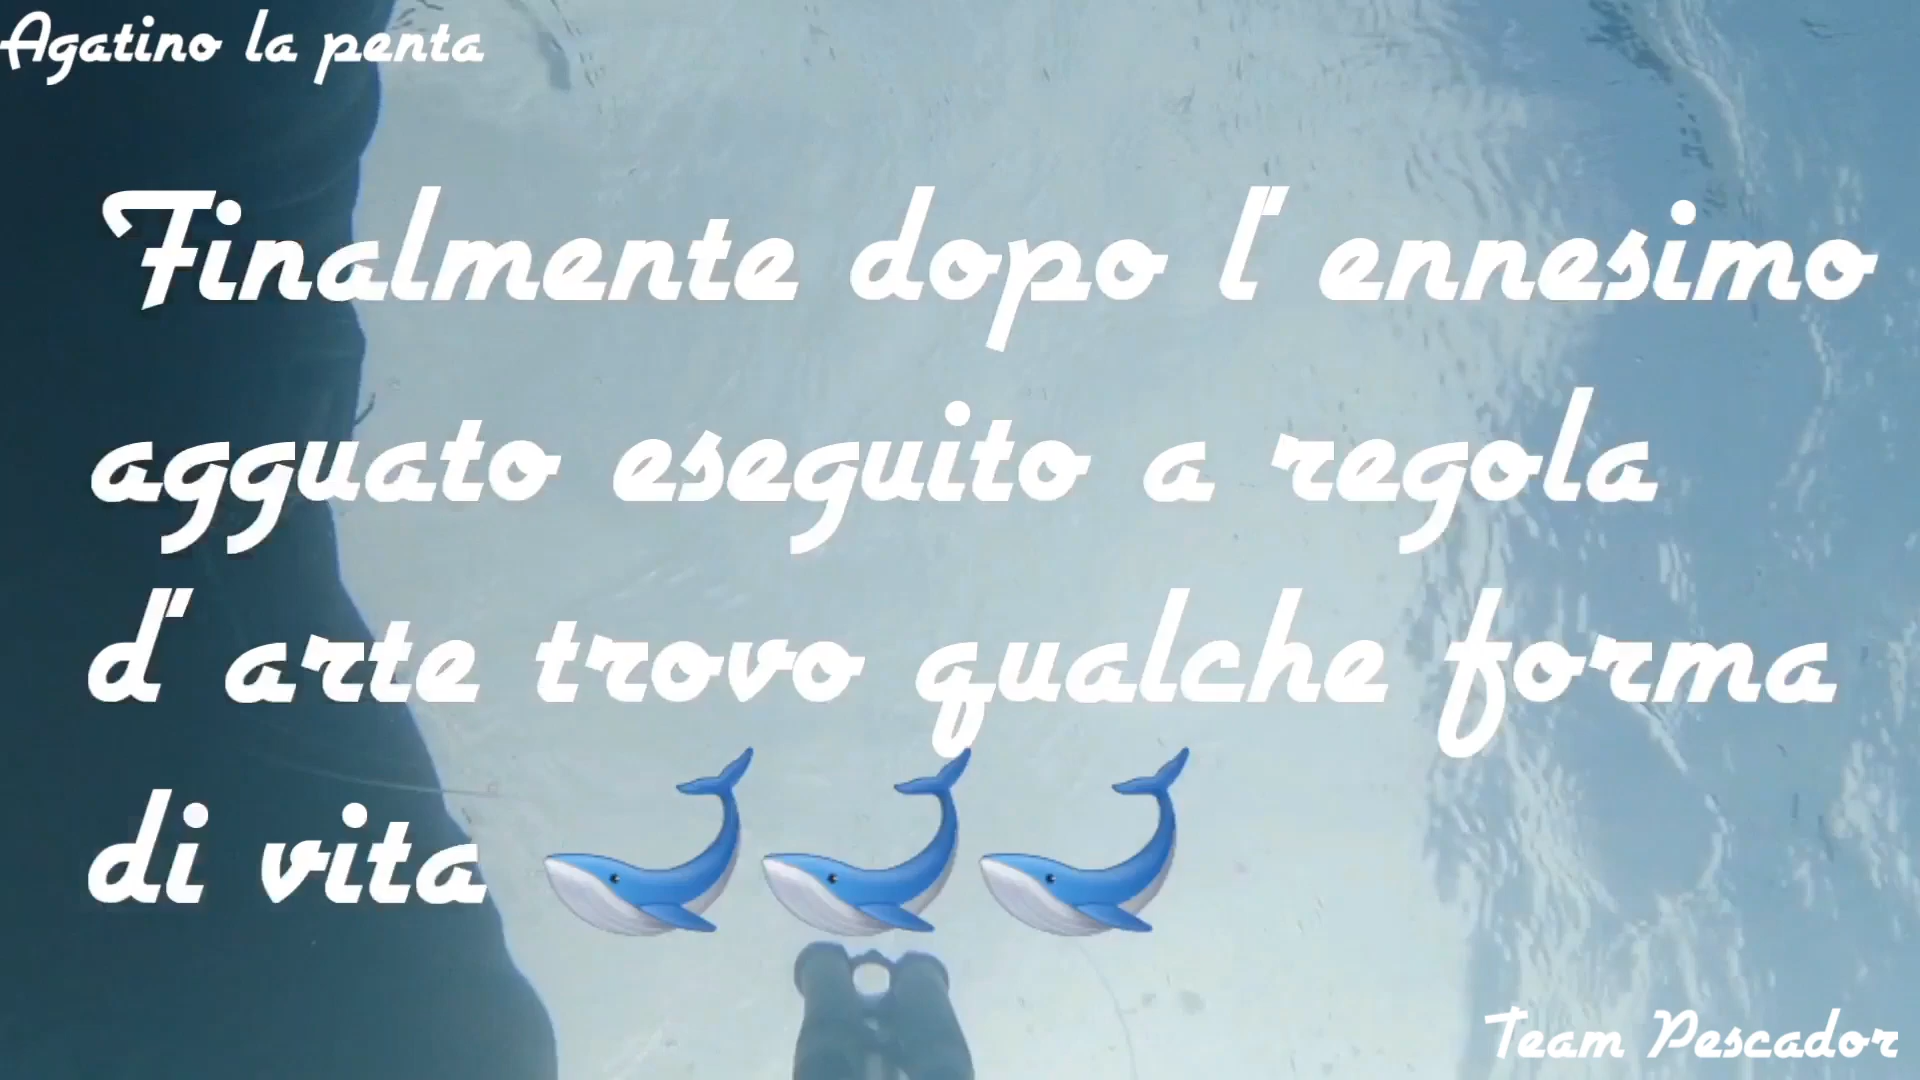 Agatino la penta
Finalmente dopo l' ennesimo
agguato eseguito a regola
d' arte trovo qualche forma
di vita 🐋🐋🐋
Team Pescador